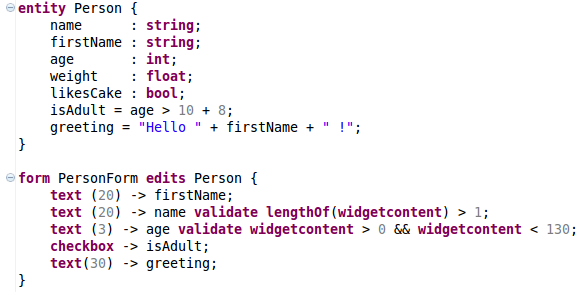 entity Person {
    name      : string;
    firstName : string;
    age       : int;
    weight    : float;
    likesCake : bool;
    isAdult = age > 10 + 8;
    greeting = "Hello " + firstName + " !";
}

form PersonForm edits Person {
    text (20) -> firstName;
    text (20) -> name validate lengthOf(widgetcontent) > 1;
    text (3) -> age validate widgetcontent > 0 && widgetcontent < 130;
    checkbox -> isAdult;
    text(30) -> greeting;
}